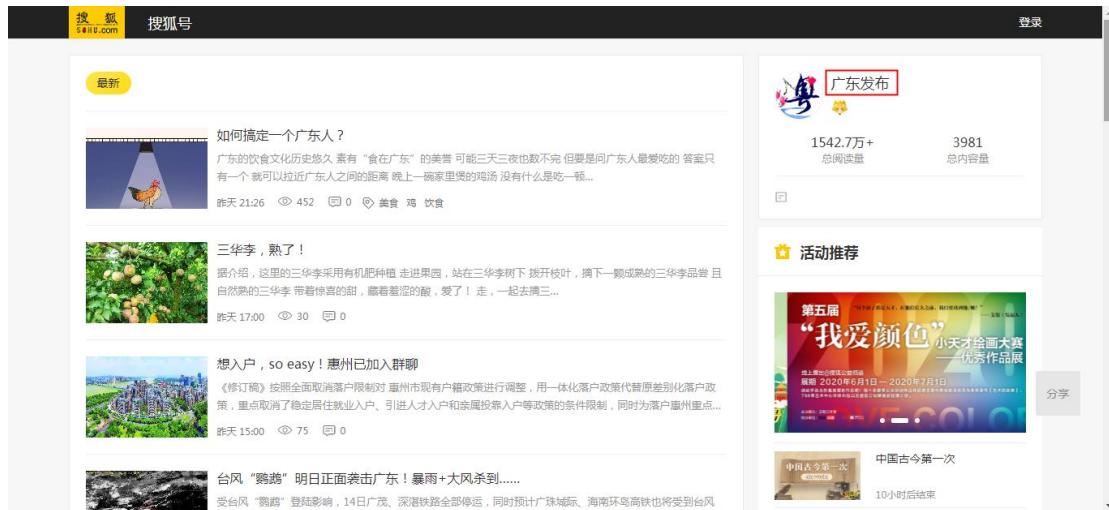 搜 狐
SOHU.com
搜狐号
登录
最新
如何搞定一个广东人？
广东的饮食文化历史悠久 素有“食在广东”的美誉 可能三天三夜也数不完 但要是问广东人最爱吃的 答案只
有一个 就可以拉近广东人之间的距离 晚上一碗家里煲的鸡汤 没有什么是吃一顿...
昨天 21:26 452 0 美食 鸡 饮食
三华李，熟了！
据介绍，这里的三华李采用有机肥种植 走进果园，站在三华李树下 拨开枝叶，摘下一颗成熟的三华李品尝 且
自然熟的三华李 带着惊喜的甜，藏着羞涩的酸，爱了！ 走，一起去摘三...
昨天 17:00 30 0
想入户，so easy！惠州已加入群聊
《修订稿》按照全面取消落户限制对 惠州市现有户籍政策进行调整，用一体化落户政策代替原差别化落户政
策，重点取消了稳定居住就业入户、引进人才入户和亲属投靠入户等政策的条件限制，同时为落户惠州重点...
昨天 15:00 75 0
台风“鹦鹉”明日正面袭击广东！暴雨+大风杀到......
受台风“鹦鹉”登陆影响，14日广茂、深湛铁路全部停运，同时预计广珠城际、海南环岛高铁也将受到台风
粤
广东发布
1542.7万+
总阅读量
3981
总内容量
活动推荐
第五届
“我爱颜色”
小天才绘画大赛
优秀作品展
展期 2020年6月1日—2020年7月1日
中国古今第一次
中国古今第一次
10小时后结束
分享